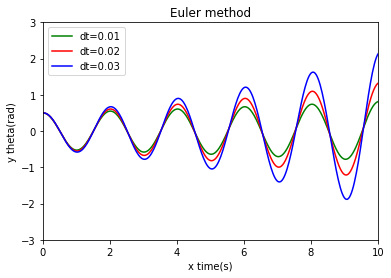 Euler method
dt=0.01
dt=0.02
dt=0.03
y theta(rad)
3
2
1
0
−1
−2
−3
0 2 4 6 8 10
x time(s)